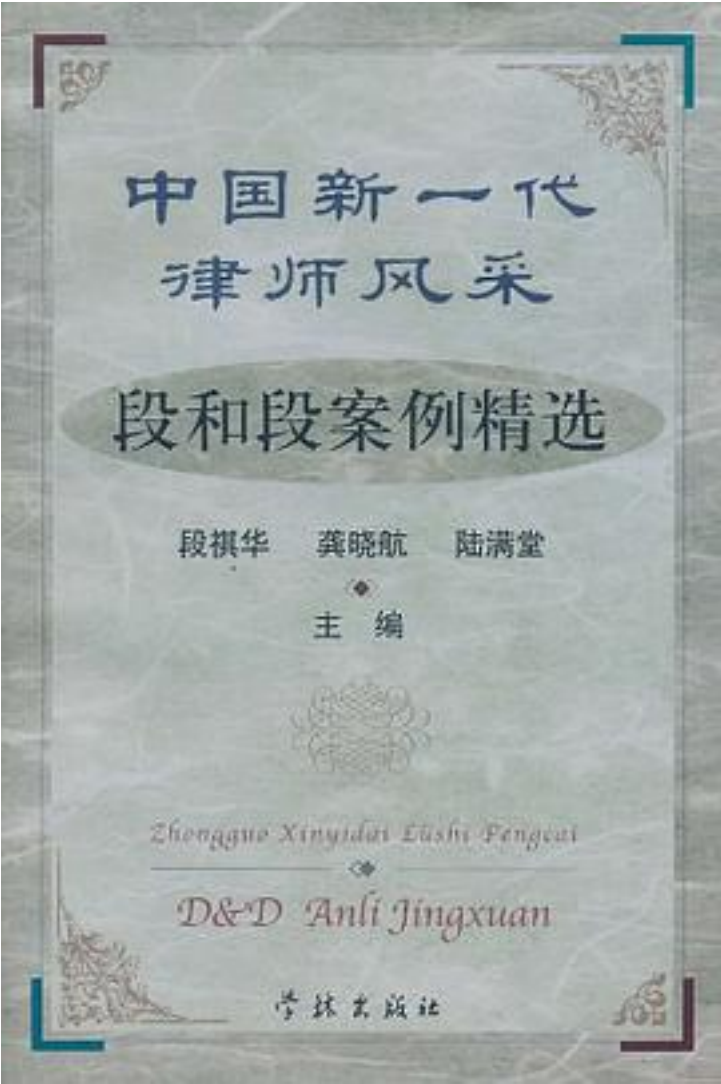 中国新一代
律师风采
段和段案例精选
段祺华 龚晓航 陆满堂
主 编
Zhongguo Xinyidai Lüshi Fengcai
D&D Anli Jingxuan
学林出版社